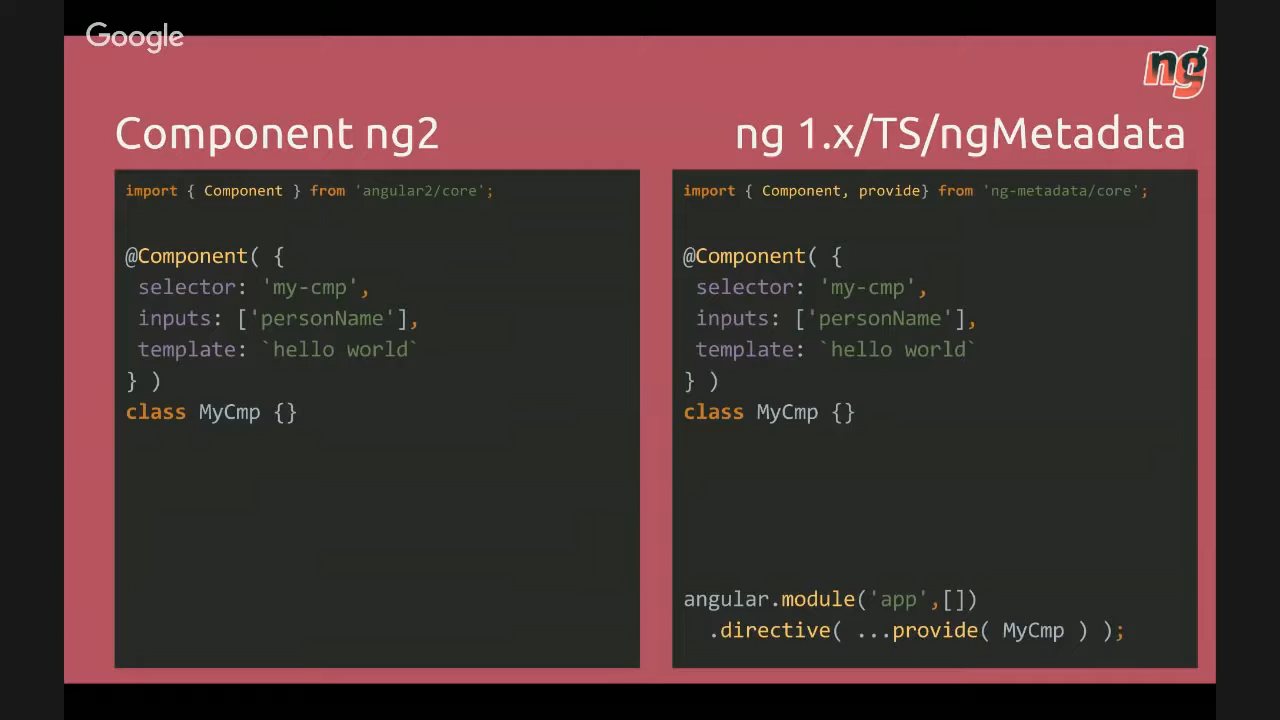 Google
ng
Component ng2
import { Component } from 'angular2/core';
@Component( {
selector: 'my-cmp',
inputs: ['personName'],
template: `hello world`
} )
class MyCmp {}
ng 1.x/TS/ngMetadata
import { Component, provide} from 'ng-metadata/core';
@Component( {
selector: 'my-cmp',
inputs: ['personName'],
template: `hello world`
} )
class MyCmp {}
angular.module('app',[])
.directive( ...provide( MyCmp ) );